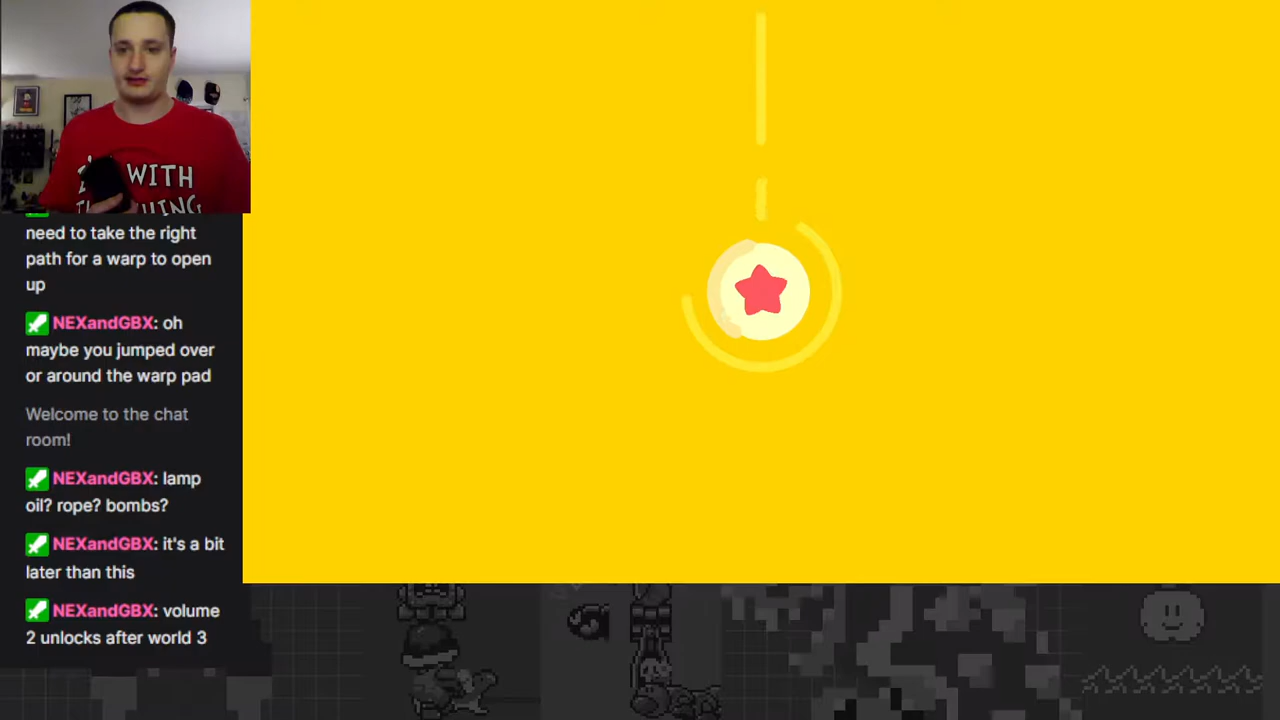 I'M WITH
need to take the right
path for a warp to open
up
NEXandGBX: oh
maybe you jumped over
or around the warp pad
Welcome to the chat
room!
NEXandGBX: lamp
oil? rope? bombs?
NEXandGBX: it's a bit
later than this
NEXandGBX: volume
2 unlocks after world 3